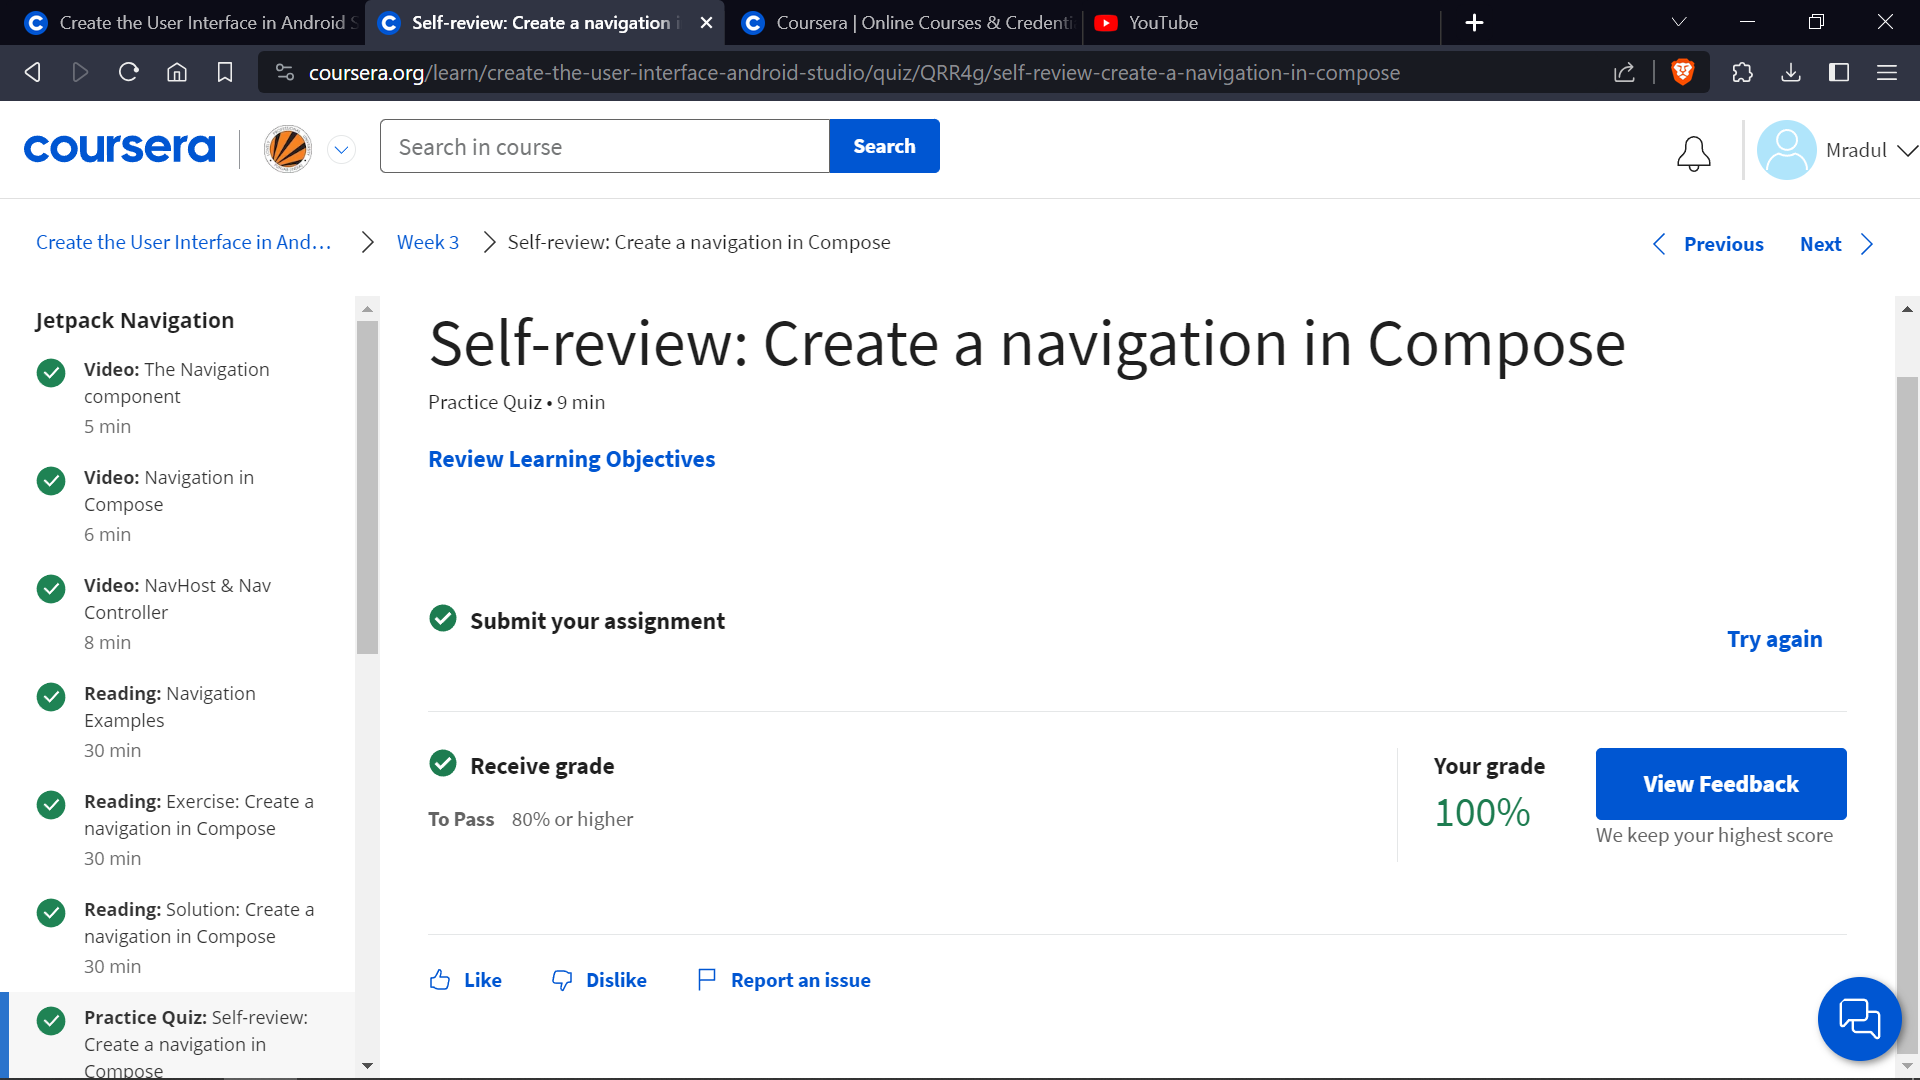 Create the User Interface in Android S
Self-review: Create a navigation i
Coursera | Online Courses & Credenti
YouTube
coursera.org/learn/create-the-user-interface-android-studio/quiz/QRR4g/self-review-create-a-navigation-in-compose
coursera
Search in course
Search
Mradul
Create the User Interface in And...
Week 3
Self-review: Create a navigation in Compose
Previous
Next
Jetpack Navigation
Video: The Navigation
component
5 min
Video: Navigation in
Compose
6 min
Video: NavHost & Nav
Controller
8 min
Reading: Navigation
Examples
30 min
Reading: Exercise: Create a
navigation in Compose
30 min
Reading: Solution: Create a
navigation in Compose
30 min
Practice Quiz: Self-review:
Create a navigation in
Compose
Self-review: Create a navigation in Compose
Practice Quiz • 9 min
Review Learning Objectives
Submit your assignment
Try again
Receive grade
To Pass 80% or higher
Your grade
100%
View Feedback
We keep your highest score
Like
Dislike
Report an issue